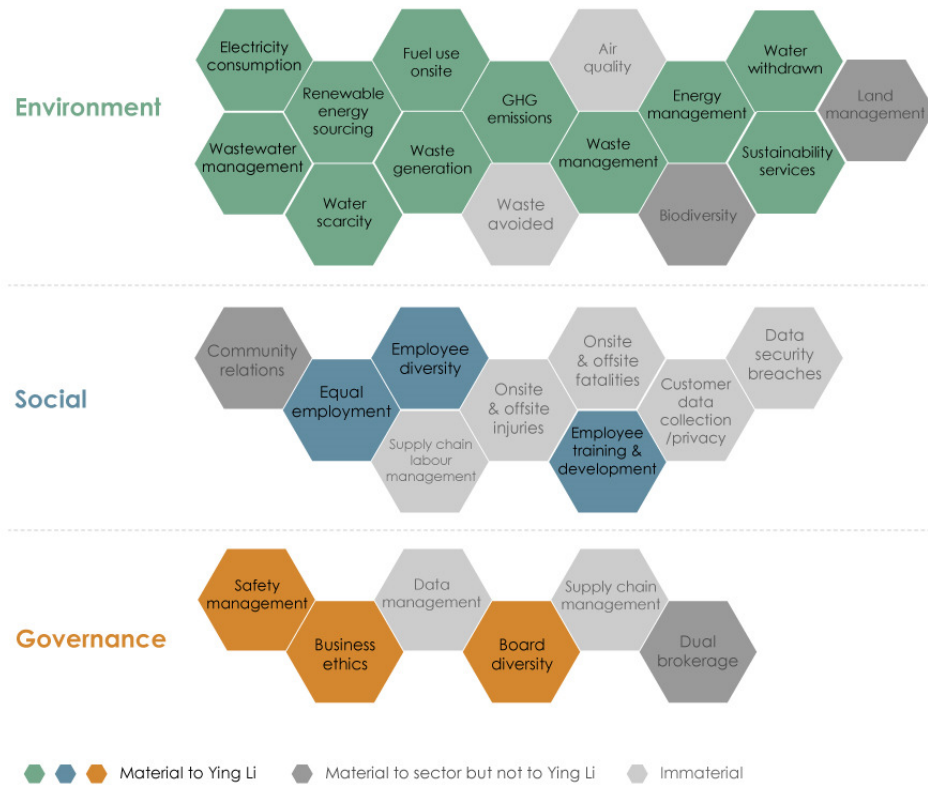 Environment
Electricity
consumption
Fuel use
onsite
Air
quality
Water
withdrawn
Renewable
energy
sourcing
GHG
emissions
Energy
management
Land
management
Wastewater
management
Waste
generation
Waste
management
Sustainability
services
Water
scarcity
Waste
avoided
Biodiversity
Social
Community
relations
Employee
diversity
Onsite
& offsite
fatalities
Data
security
breaches
Equal
employment
Onsite
& offsite
injuries
Customer
data
collection
/privacy
Supply chain
labour
management
Employee
training &
development
Governance
Safety
management
Data
management
Supply chain
management
Business
ethics
Board
diversity
Dual
brokerage
Material to Ying Li
Material to sector but not to Ying Li
Immaterial